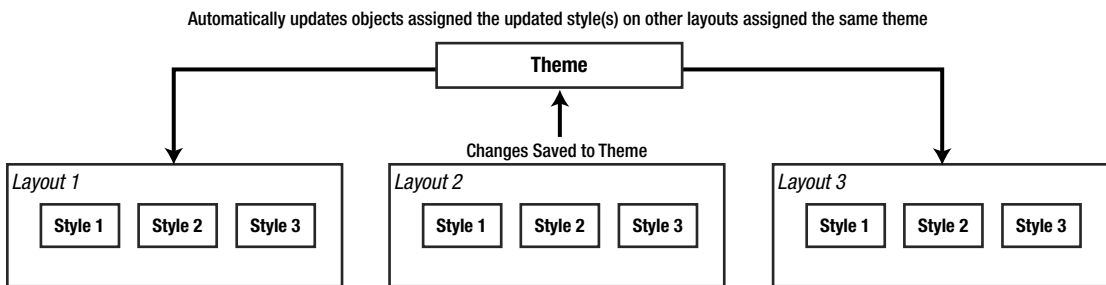 Automatically updates objects assigned the updated style(s) on other layouts assigned the same theme
Theme
Changes Saved to Theme
Layout 1
Style 1 Style 2 Style 3
Layout 2
Style 1 Style 2 Style 3
Layout 3
Style 1 Style 2 Style 3